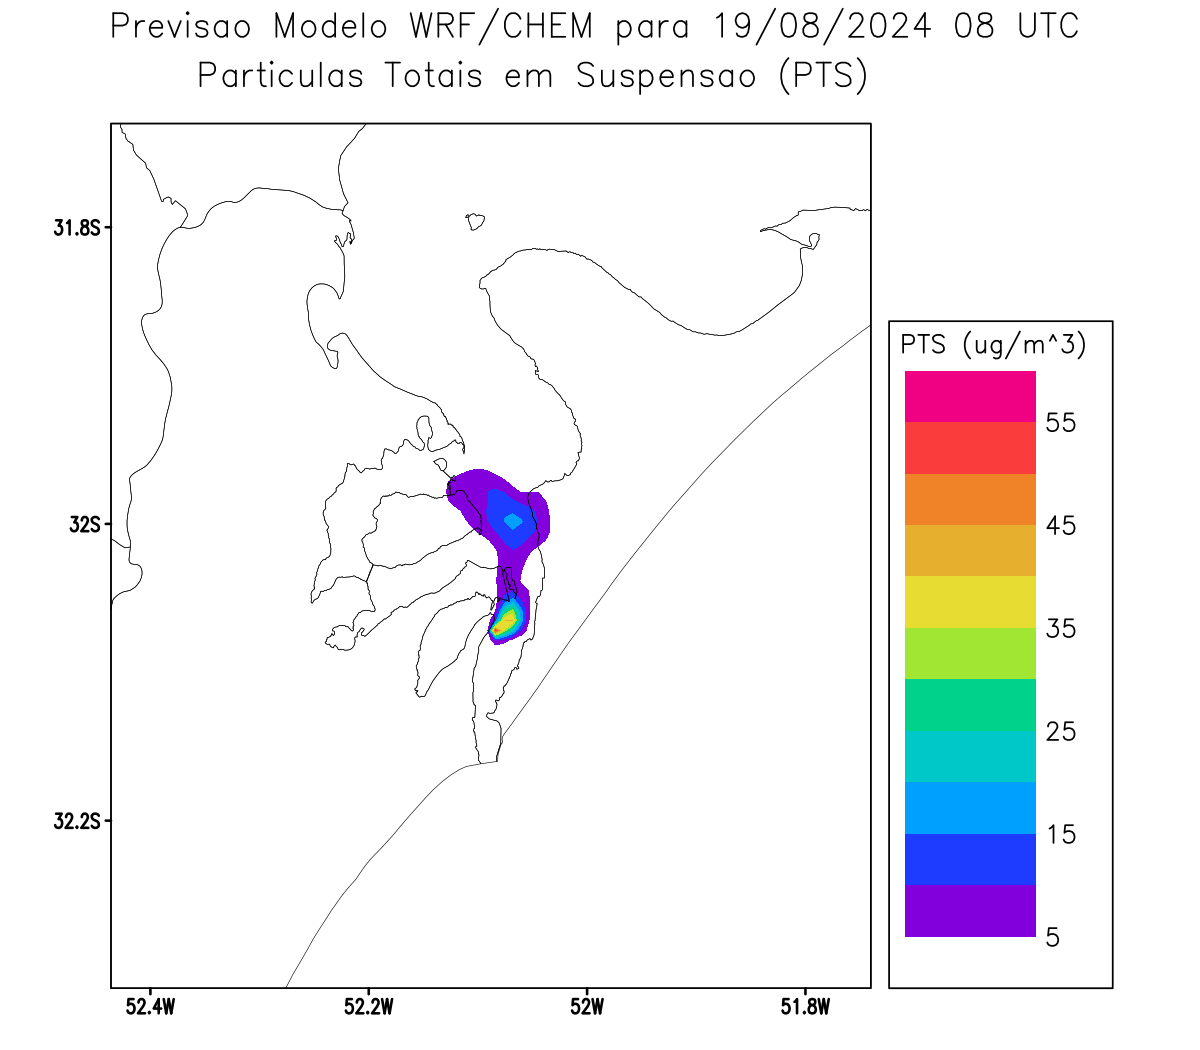 Previsao Modelo WRF/CHEM para 19/08/2024 08 UTC
Particulas Totais em Suspensao (PTS)
31.8S
32S
32.2S
52.4W
52.2W
52W
51.8W
PTS (ug/m^3)
55
45
35
25
15
5